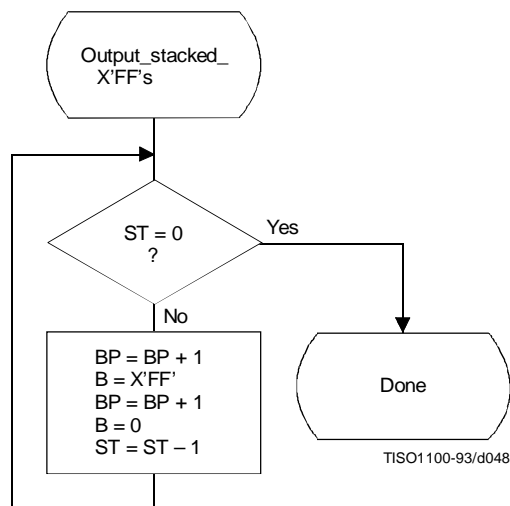 Output_stacked_
X'FF's
ST = 0
?
Yes
No
BP = BP + 1
B = X'FF'
BP = BP + 1
B = 0
ST = ST – 1
Done
TISO1100-93/d048